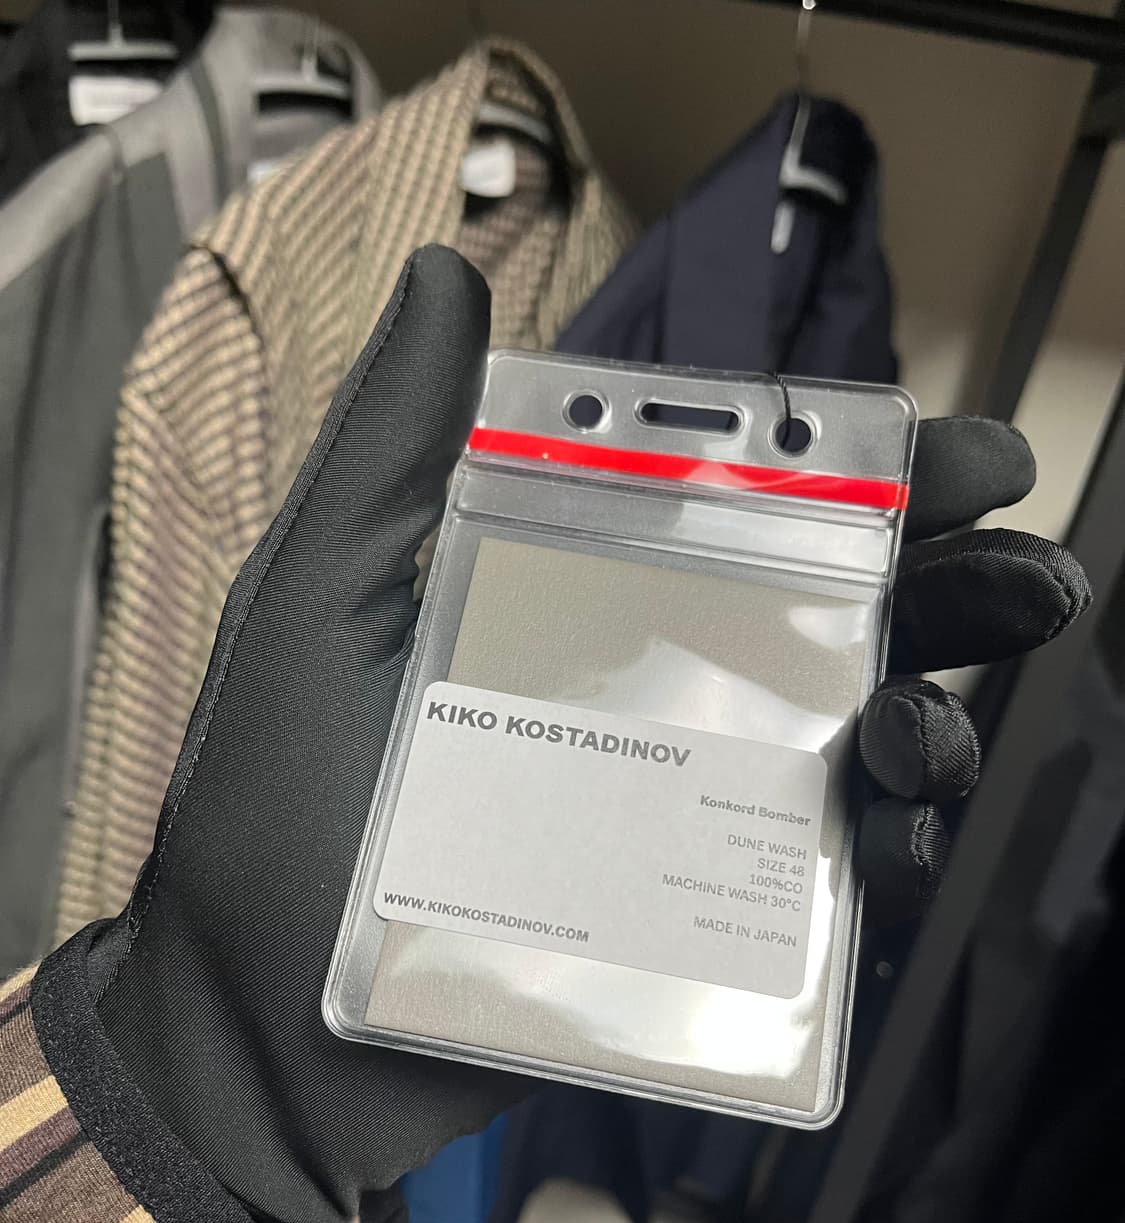 KIKO KOSTADINOV
Konkord Bomber
DUNE WASH
SIZE 48
100%CO
MACHINE WASH 30°C
WWW.KIKOKOSTADINOV.COM
MADE IN JAPAN